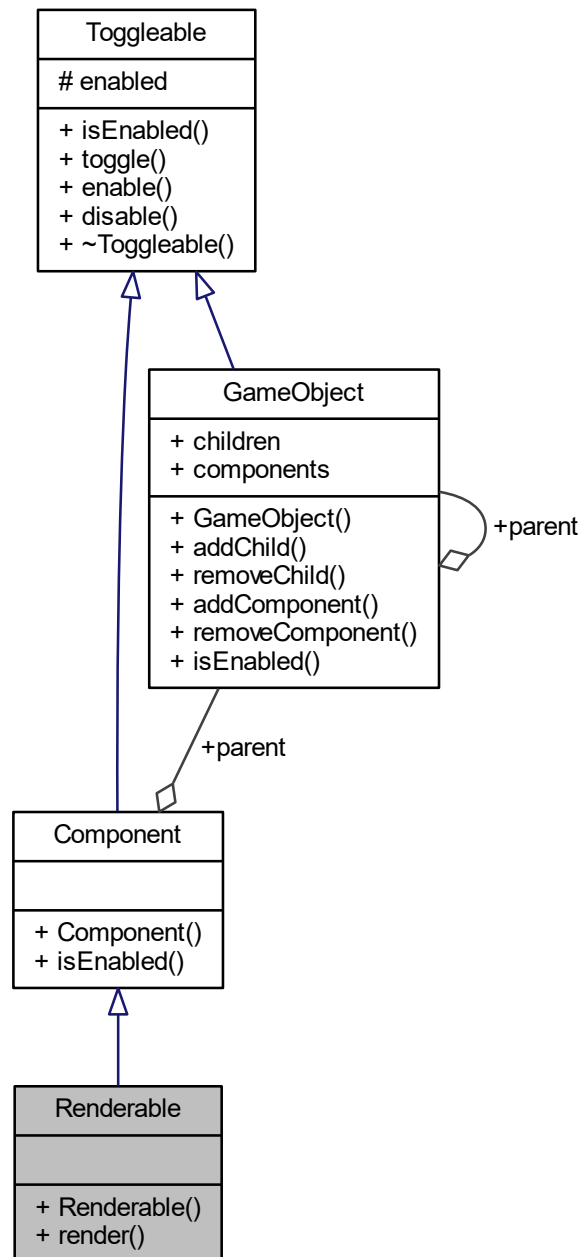 Toggleable
# enabled
+ isEnabled()
+ toggle()
+ enable()
+ disable()
+ ~Toggleable()
GameObject
+ children
+ components
+ GameObject()
+ addChild()
+ removeChild()
+ addComponent()
+ removeComponent()
+ isEnabled()
+parent
+parent
Component
+ Component()
+ isEnabled()
Renderable
+ Renderable()
+ render()